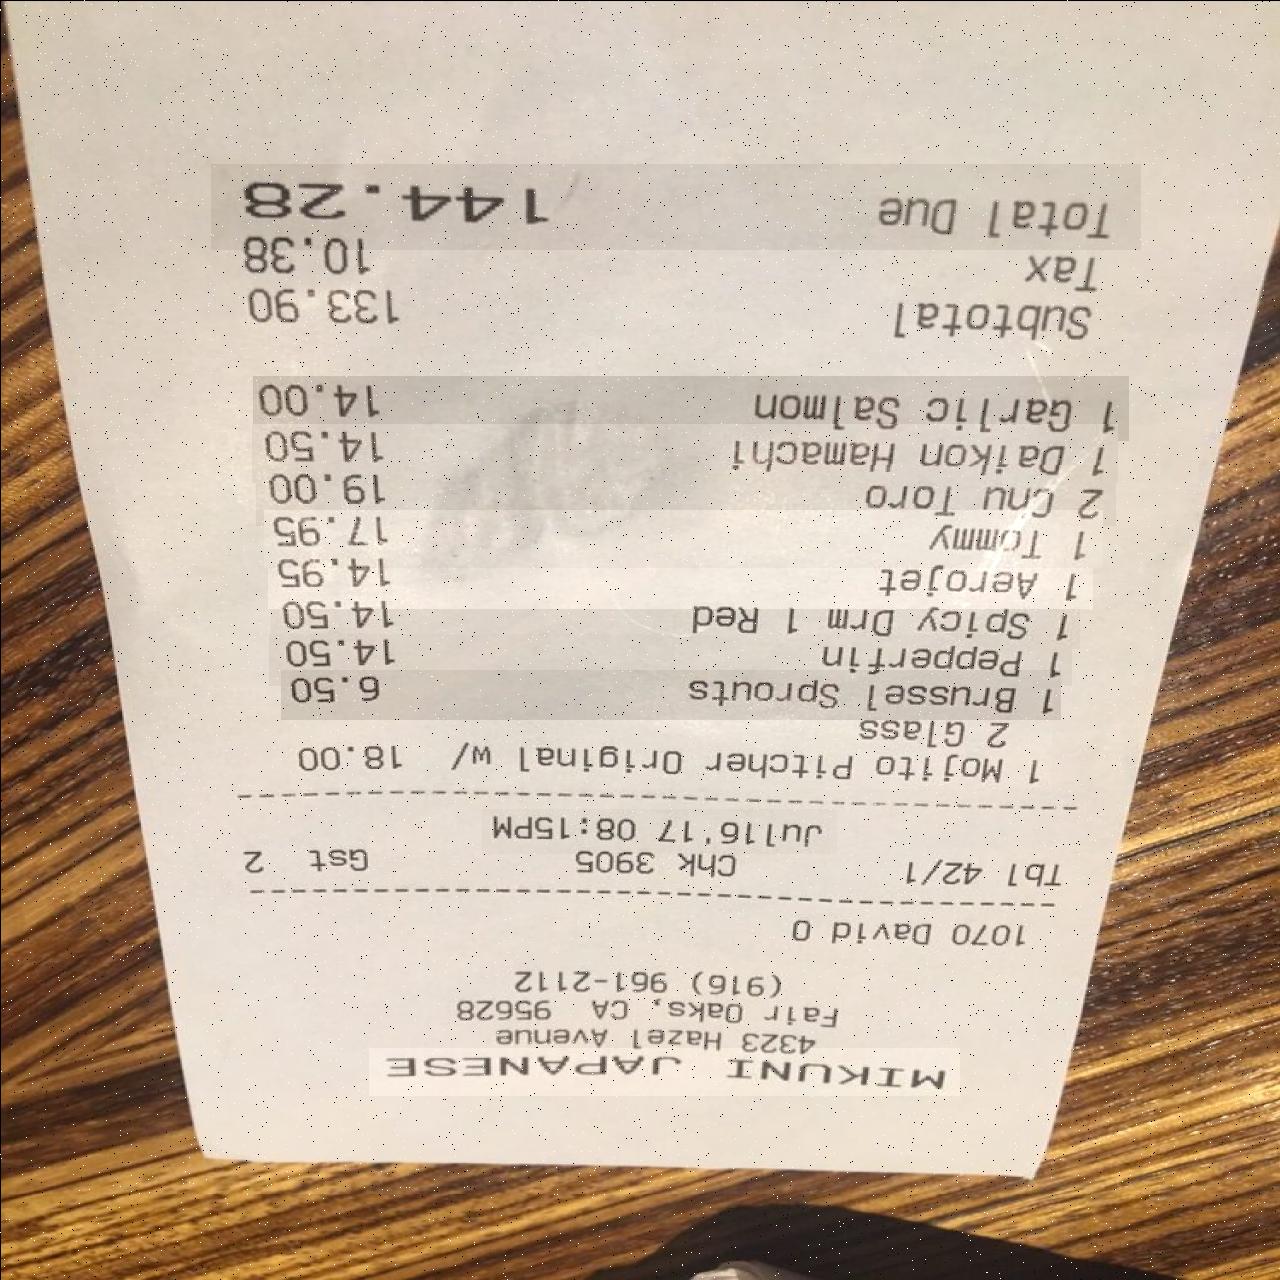 MIKUNI JAPANESE
4323 Hazel Avenue
Fair Oaks, CA 95628
(916) 961-2112
1070 David O
Tbl 42/1 Chk 3905 Gst 2
Jul16'17 08:15PM
1 Mojito Pitcher Original w/ 18.00
2 Glass
1 Brussel Sprouts 6.50
1 Pepperfin 14.50
1 Spicy Drm 1 Red 14.50
1 Aerojet 14.95
1 Tommy 17.95
2 Chu Toro 19.00
1 Daikon Hamachi 14.50
1 Garlic Salmon 14.00
Subtotal 133.90
Tax 10.38
Total Due 144.28